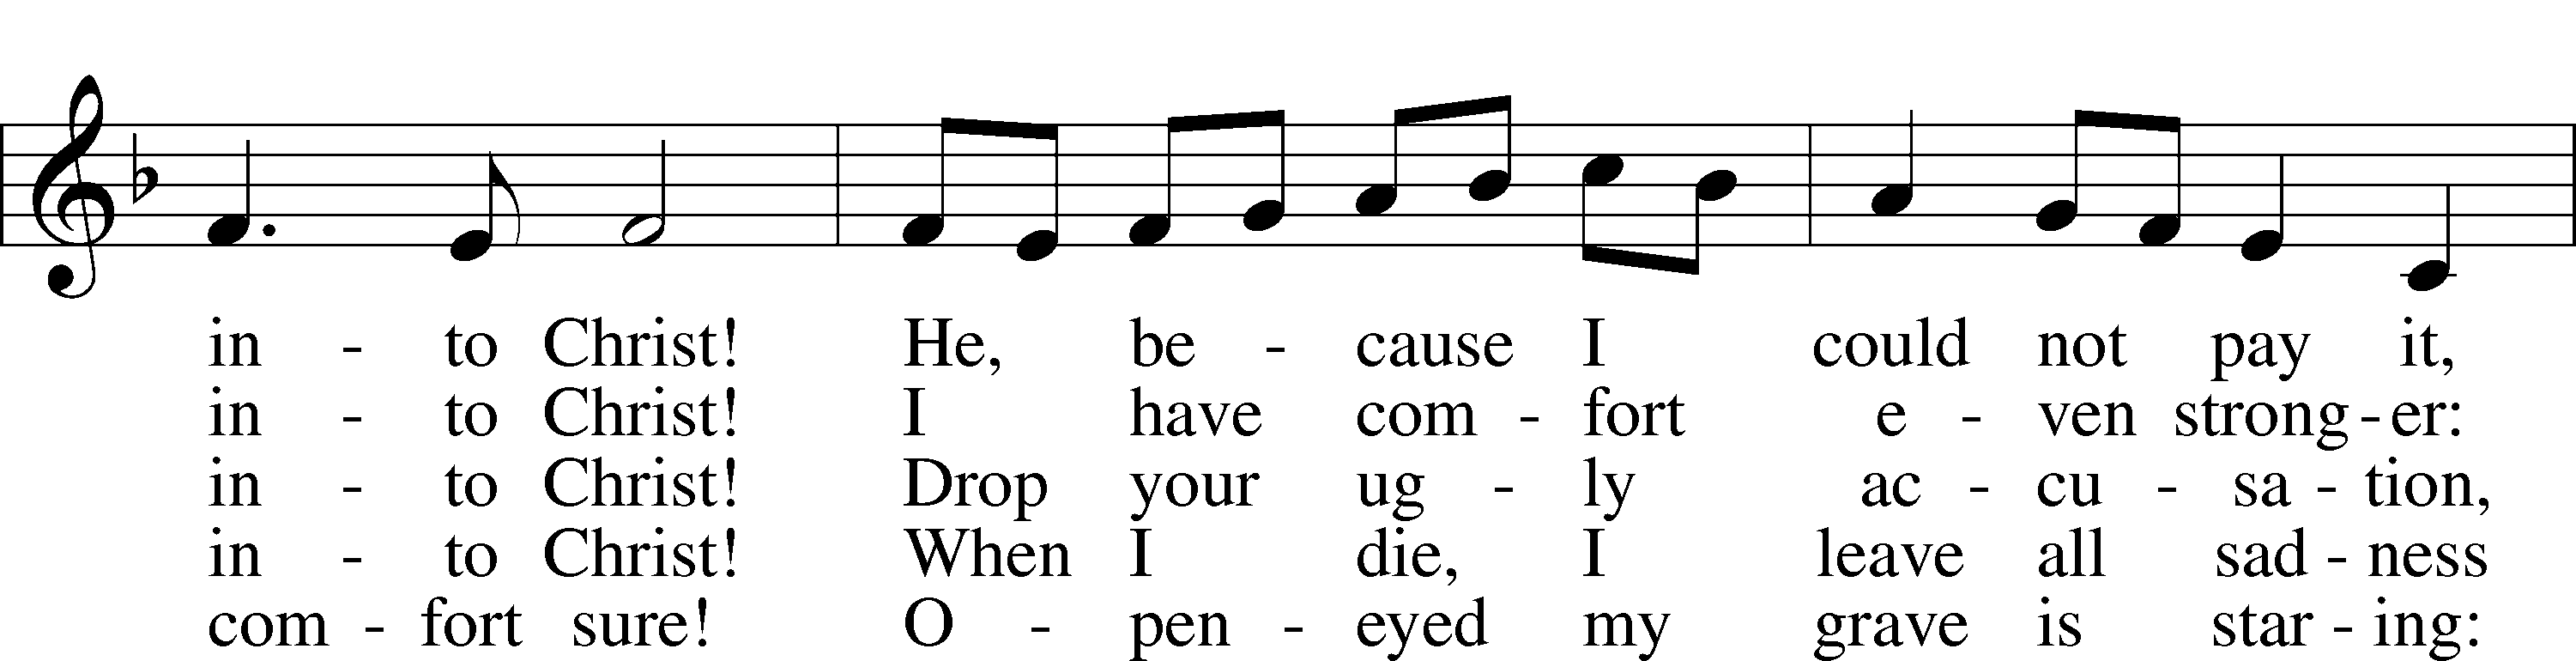 in - to Christ! He, be - cause I could not pay it,
in - to Christ! I have com - fort e - ven strong - er:
in - to Christ! Drop your ug - ly ac - cu - sa - tion,
in - to Christ! When I die, I leave all sad - ness
com - fort sure! O - pen - eyed my grave is star - ing: